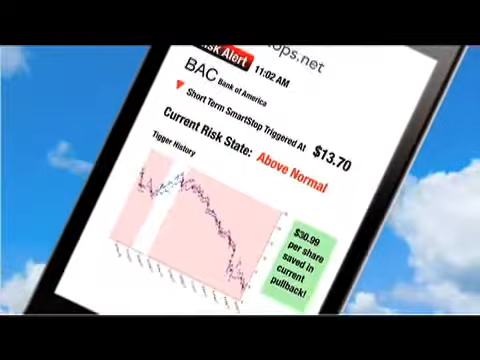 Risk Alert
ops.net
11:02 AM
BAC Bank of America
Short Term SmartStop Triggered At $13.70
Current Risk State: Above Normal
Tigger History
$30.99
per share
saved in
current
pullback!